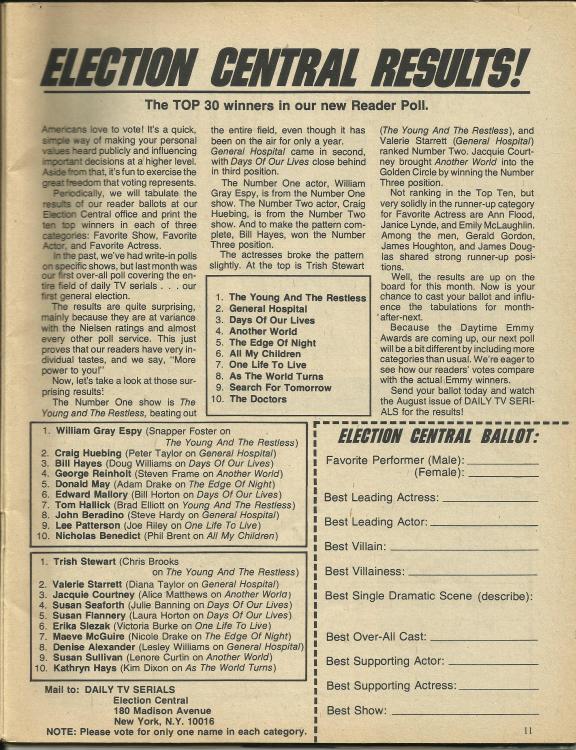 ELECTION CENTRAL RESULTS!
The TOP 30 winners in our new Reader Poll.
Americans love to vote! It's a quick,
simple way of making your personal
values heard publicly and influencing
important decisions at a higher level.
Aside from that, it's fun to exercise the
great freedom that voting represents.
Periodically, we will tabulate the
results of our reader ballots at our
Election Central office and print the
ten top winners in each of three
categories: Favorite Show, Favorite
Actor, and Favorite Actress.
In the past, we've had write-in polls
on specific shows, but last month was
our first over-all poll covering the ent-
ire field of daily TV serials . . . our
first general election.
The results are quite surprising,
mainly because they are at variance
with the Nielsen ratings and almost
every other poll service. This just
proves that our readers have very in-
dividual tastes, and we say, "More
power to you!"
Now, let's take a look at those sur-
prising results!
The Number One show is The
Young and The Restless, beating out
the entire field, even though it has
been on the air for only a year.
General Hospital came in second,
with Days Of Our Lives close behind
in third position.
The Number One actor, William
Gray Espy, is from the Number One
show. The Number Two actor, Craig
Huebing, is from the Number Two
show. And to make the pattern com-
plete, Bill Hayes, won the Number
Three position.
The actresses broke the pattern
slightly. At the top is Trish Stewart
(The Young And The Restless), and
Valerie Starrett (General Hospital)
ranked Number Two. Jacquie Court-
ney brought Another World into the
Golden Circle by winning the Number
Three position.
Not ranking in the Top Ten, but
very solidly in the runner-up category
for Favorite Actress are Ann Flood,
Janice Lynde, and Emily McLaughlin.
Among the men, Gerald Gordon,
James Houghton, and James Doug-
las shared strong runner-up posi-
tions.
Well, the results are up on the
board for this month. Now is your
chance to cast your ballot and influ-
ence the tabulations for month-
after-next.
Because the Daytime Emmy
Awards are coming up, our next poll
will be a bit different by including more
categories than usual. We're eager to
see how our readers' votes compare
with the actual Emmy winners.
Send your ballot today and watch
the August issue of DAILY TV SERI-
ALS for the results!
1. The Young And The Restless
2. General Hospital
3. Days Of Our Lives
4. Another World
5. The Edge Of Night
6. All My Children
7. One Life To Live
8. As The World Turns
9. Search For Tomorrow
10. The Doctors
1. William Gray Espy (Snapper Foster on
The Young And The Restless)
2. Craig Huebing (Peter Taylor on General Hospital)
3. Bill Hayes (Doug Williams on Days Of Our Lives)
4. George Reinholt (Steven Frame on Another World)
5. Donald May (Adam Drake on The Edge Of Night)
6. Edward Mallory (Bill Horton on Days Of Our Lives)
7. Tom Hallick (Brad Elliott on Young And The Restless)
8. John Beradino (Steve Hardy on General Hospital)
9. Lee Patterson (Joe Riley on One Life To Live)
10. Nicholas Benedict (Phil Brent on All My Children)
1. Trish Stewart (Chris Brooks
on The Young And The Restless)
2. Valerie Starrett (Diana Taylor on General Hospital)
3. Jacquie Courtney (Alice Matthews on Another World)
4. Susan Seaforth (Julie Banning on Days Of Our Lives)
5. Susan Flannery (Laura Horton on Days Of Our Lives)
6. Erika Slezak (Victoria Burke on One Life To Live)
7. Maeve McGuire (Nicole Drake on The Edge Of Night)
8. Denise Alexander (Lesley Williams on General Hospital)
9. Susan Sullivan (Lenore Curtin on Another World)
10. Kathryn Hays (Kim Dixon on As The World Turns)
Mail to: DAILY TV SERIALS
Election Central
180 Madison Avenue
New York, N.Y. 10016
NOTE: Please vote for only one name in each category.
ELECTION CENTRAL BALLOT:
Favorite Performer (Male):
(Female):
Best Leading Actress:
Best Leading Actor:
Best Villain:
Best Villainess:
Best Single Dramatic Scene (describe):
Best Over-All Cast:
Best Supporting Actor:
Best Supporting Actress:
Best Show:
11